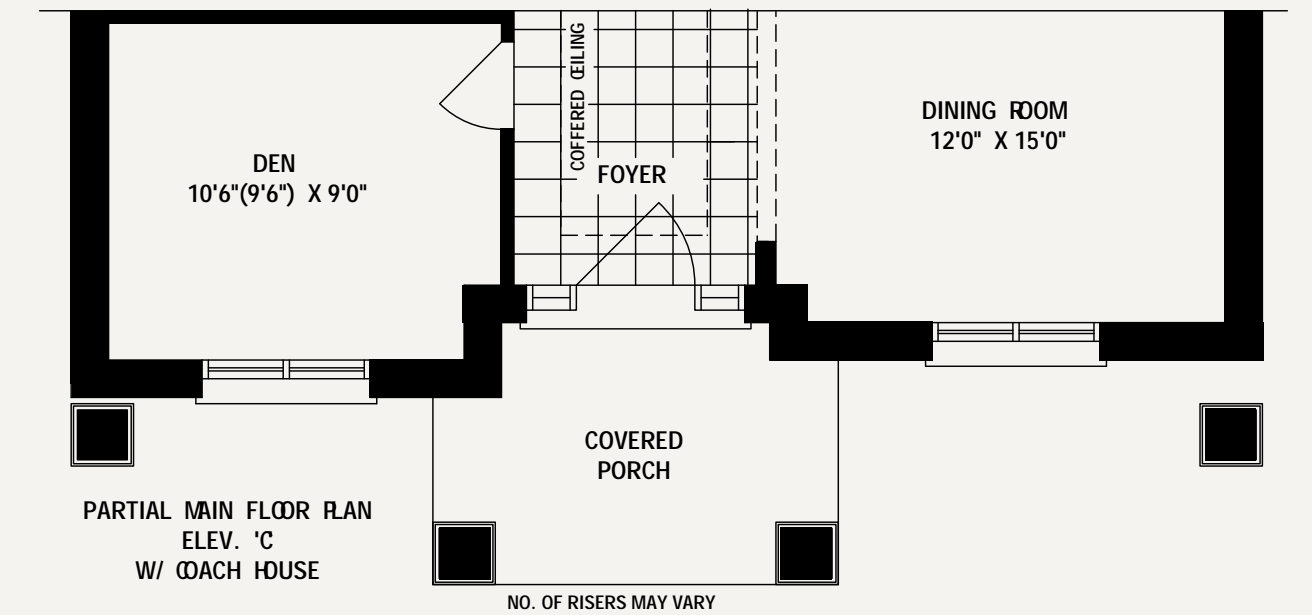 DEN
10'6"(9'6") X 9'0"
COFFERED CEILING
FOYER
DINING ROOM
12'0" X 15'0"
COVERED
PORCH
PARTIAL MAIN FLOOR PLAN
ELEV. 'C'
W/ COACH HOUSE
NO. OF RISERS MAY VARY